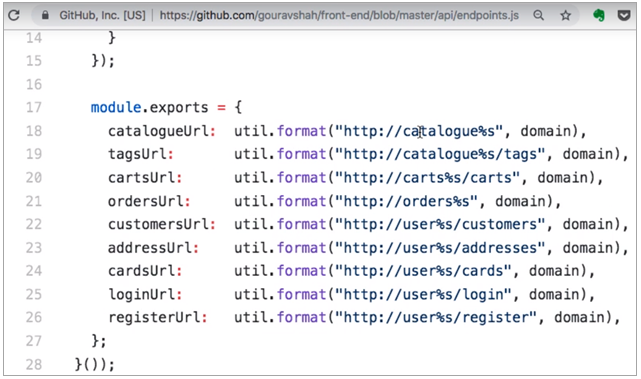 GitHub, Inc. [US] | https://github.com/gouravshah/front-end/blob/master/api/endpoints.js
14 }
15 });
16
17 module.exports = {
18 catalogueUrl: util.format("http://catalogue%s", domain),
19 tagsUrl: util.format("http://catalogue%s/tags", domain),
20 cartsUrl: util.format("http://carts%s/carts", domain),
21 ordersUrl: util.format("http://orders%s", domain),
22 customersUrl: util.format("http://user%s/customers", domain),
23 addressUrl: util.format("http://user%s/addresses", domain),
24 cardsUrl: util.format("http://user%s/cards", domain),
25 loginUrl: util.format("http://user%s/login", domain),
26 registerUrl: util.format("http://user%s/register", domain),
27 };
28 }());